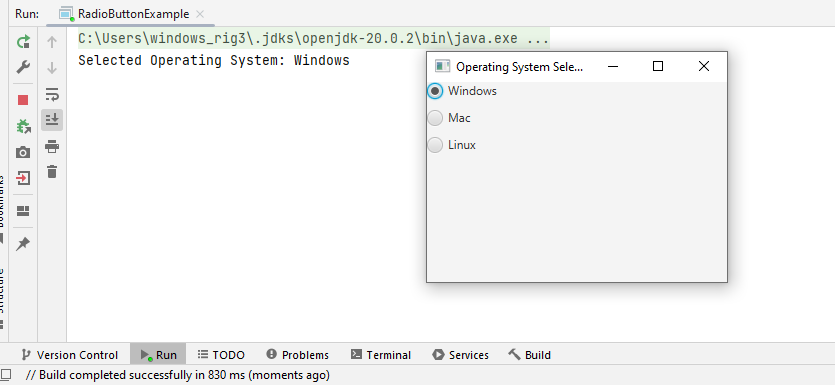 Run: RadioButtonExample
C:\Users\windows_rig3\.jdks\openjdk-20.0.2\bin\java.exe ...
Selected Operating System: Windows
Operating System Sele...
Windows
Mac
Linux
Bookmarks
Structure
Version Control Run TODO Problems Terminal Services Build
// Build completed successfully in 830 ms (moments ago)